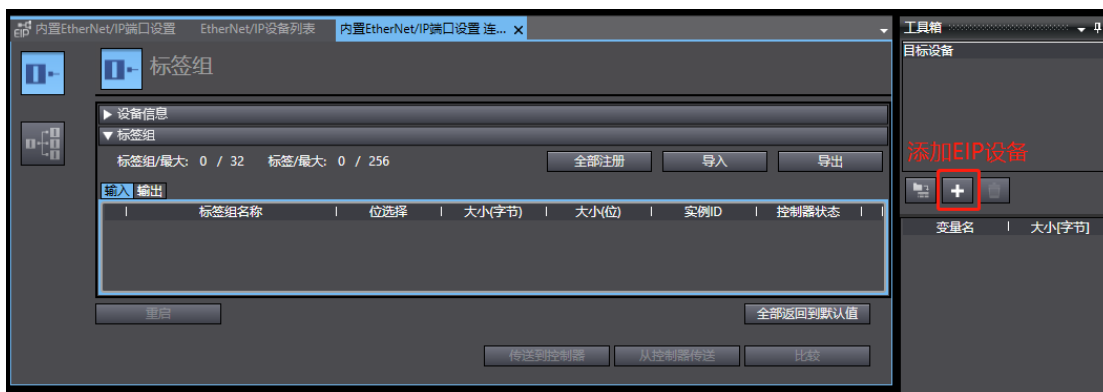 EIP 内置EtherNet/IP端口设置 EtherNet/IP设备列表 内置EtherNet/IP端口设置 连... x
标签组
▶ 设备信息
▼ 标签组
标签组/最大: 0 / 32 标签/最大: 0 / 256 全部注册 导入 导出
输入 输出
标签组名称 | 位选择 | 大小(字节) | 大小(位) | 实例ID | 控制器状态
重启 全部返回到默认值
传送到控制器 从控制器传送 比较
工具箱
目标设备
添加EIP设备
+
变量名 | 大小[字节]